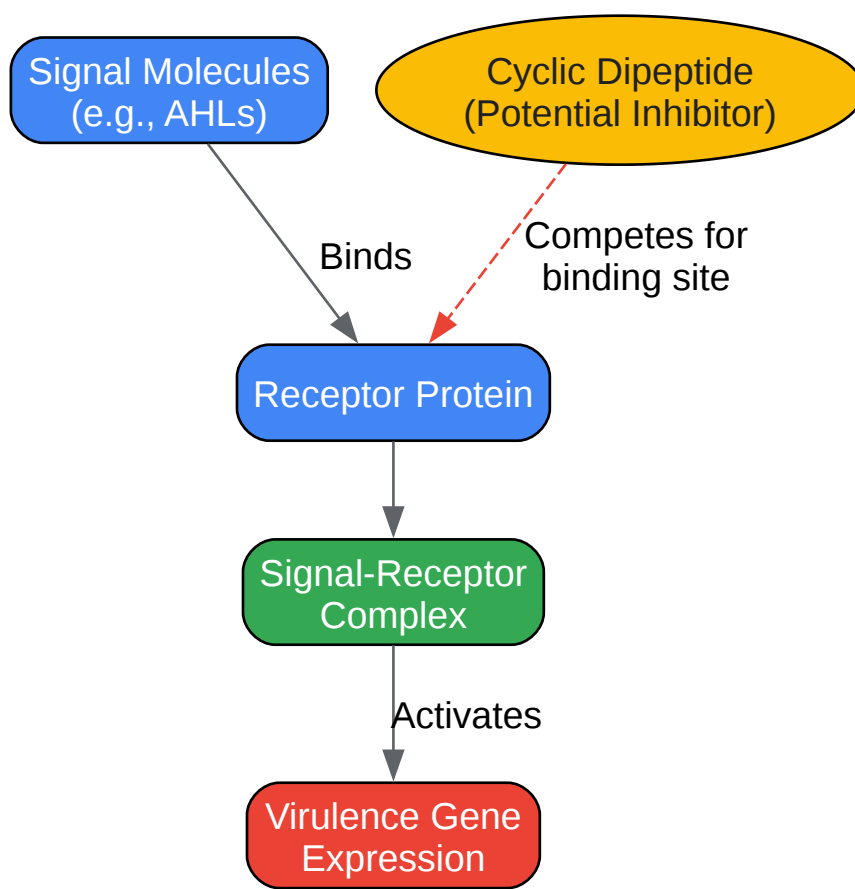 Signal Molecules
(e.g., AHLs)
Cyclic Dipeptide
(Potential Inhibitor)
Binds
Competes for
binding site
Receptor Protein
Signal-Receptor
Complex
Activates
Virulence Gene
Expression